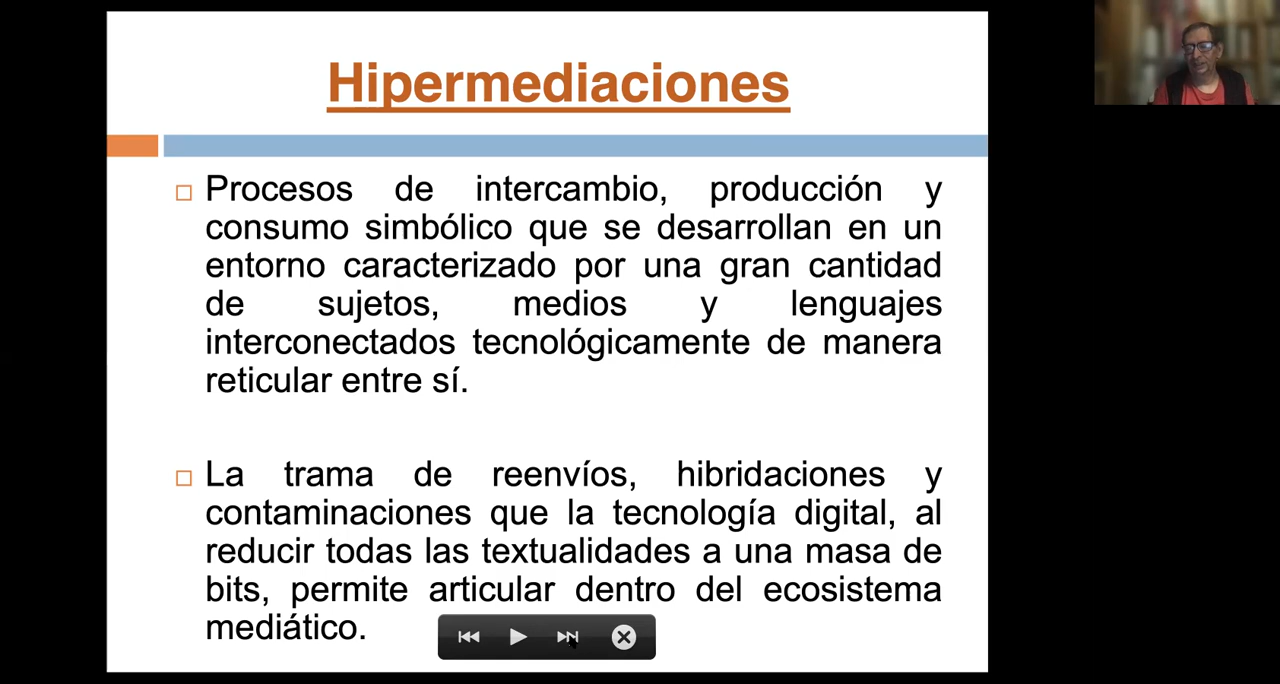 Hipermediaciones
Procesos de intercambio, producción y
consumo simbólico que se desarrollan en un
entorno caracterizado por una gran cantidad
de sujetos, medios y lenguajes
interconectados tecnológicamente de manera
reticular entre sí.
La trama de reenvíos, hibridaciones y
contaminaciones que la tecnología digital, al
reducir todas las textualidades a una masa de
bits, permite articular dentro del ecosistema
mediático.